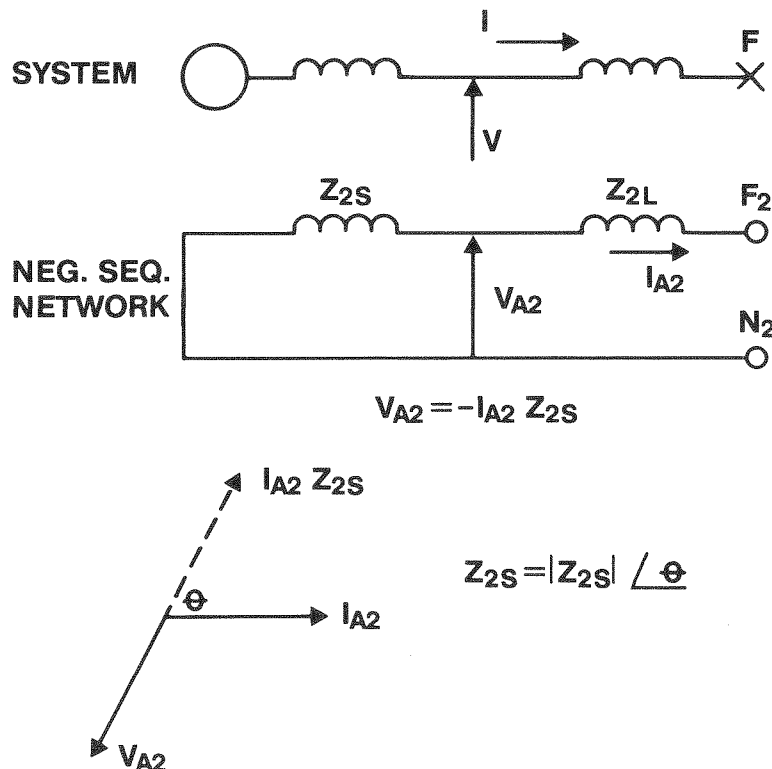 I
F
SYSTEM
V
Z2S
Z2L
F2
NEG. SEQ.
NETWORK
VA2
IA2
N2
VA2 = -IA2 Z2S
IA2 Z2S
Z2S = |Z2S| ∠θ
θ
IA2
VA2